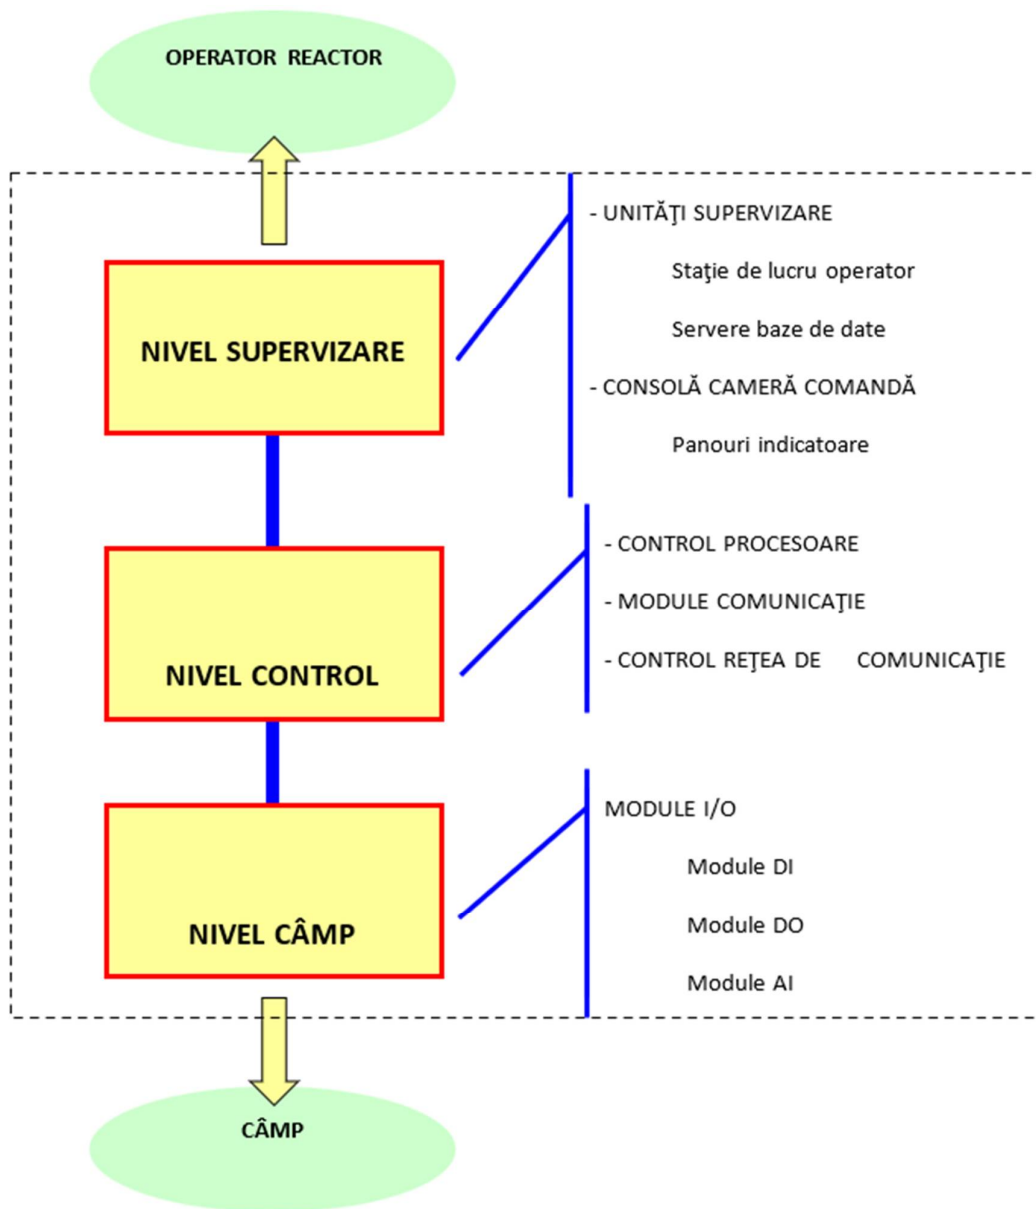 OPERATOR REACTOR
- UNITĂŢI SUPERVIZARE
Staţie de lucru operator
NIVEL SUPERVIZARE
Servere baze de date
- CONSOLĂ CAMERĂ COMANDĂ
Panouri indicatoare
- CONTROL PROCESOARE
- MODULE COMUNICAŢIE
NIVEL CONTROL
- CONTROL REŢEA DE COMUNICAŢIE
MODULE I/O
Module DI
NIVEL CÂMP
Module DO
Module AI
CÂMP